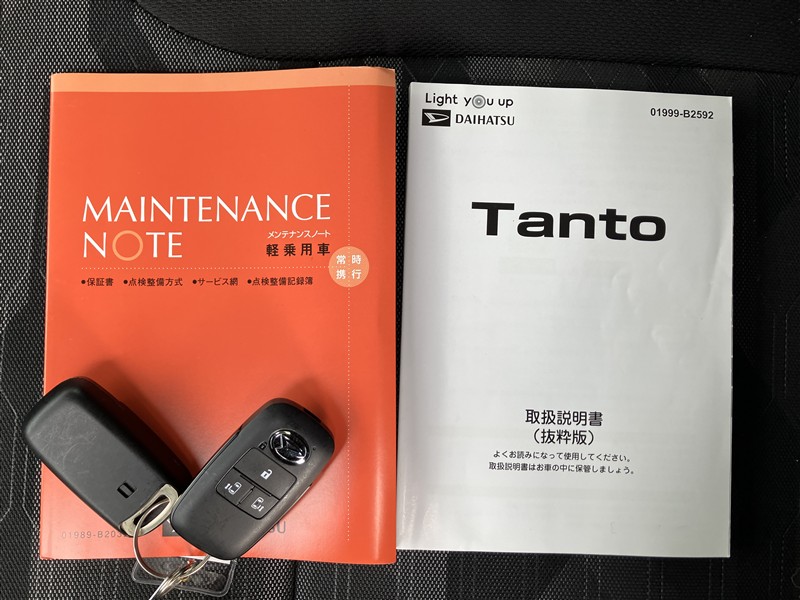 MAINTENANCE
NOTE
メンテナンスノート
軽乗用車
常時
携行
●保証書 ●点検整備方式 ●サービス網 ●点検整備記録簿
Light you up
DAIHATSU
01999-B2592
Tanto
取扱説明書
（抜粋版）
よくお読みになって使用してください。
取扱説明書はお車の中に保管しましょう。